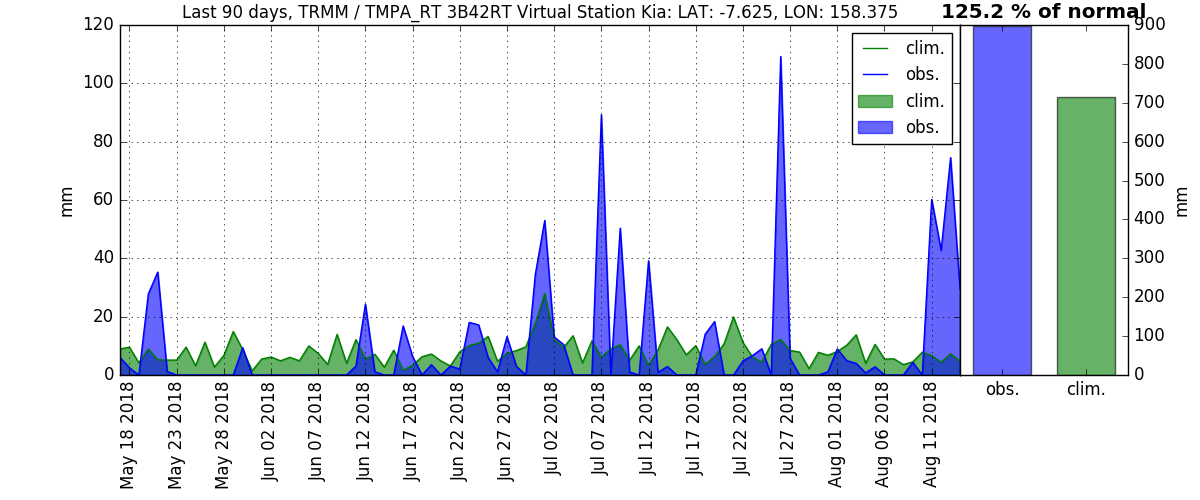 Last 90 days, TRMM / TMPA_RT 3B42RT Virtual Station Kia: LAT: -7.625, LON: 158.375
125.2 % of normal
120
100
80
60
40
20
0
mm
clim.
obs.
clim.
obs.
900
800
700
600
500
400
300
200
100
0
mm
May 18 2018
May 23 2018
May 28 2018
Jun 02 2018
Jun 07 2018
Jun 12 2018
Jun 17 2018
Jun 22 2018
Jun 27 2018
Jul 02 2018
Jul 07 2018
Jul 12 2018
Jul 17 2018
Jul 22 2018
Jul 27 2018
Aug 01 2018
Aug 06 2018
Aug 11 2018
obs.
clim.